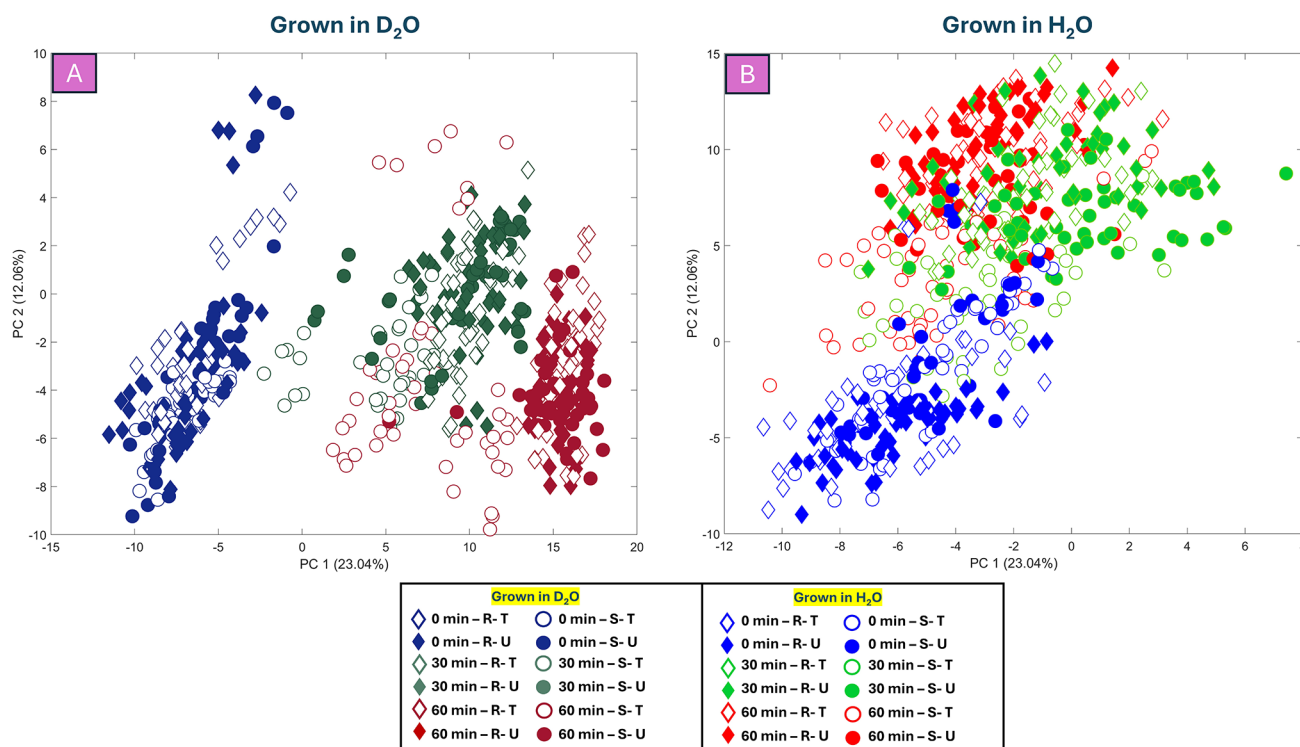 Grown in D₂O
Grown in H₂O
A
B
10
8
6
4
2
0
-2
-4
-6
-8
-10
PC 2 (12.06%)
-15
-10
-5
0
5
10
15
20
PC 1 (23.04%)
15
10
5
0
-5
-10
PC 2 (12.06%)
-12
-10
-8
-6
-4
-2
0
2
4
6
PC 1 (23.04%)
Grown in D₂O
0 min – R- T
0 min – S- T
0 min – R- U
0 min – S- U
30 min – R- T
30 min – S- T
30 min – R- U
30 min – S- U
60 min – R- T
60 min – S- T
60 min – R- U
60 min – S- U
Grown in H₂O
0 min – R- T
0 min – S- T
0 min – R- U
0 min – S- U
30 min – R- T
30 min – S- T
30 min – R- U
30 min – S- U
60 min – R- T
60 min – S- T
60 min – R- U
60 min – S- U